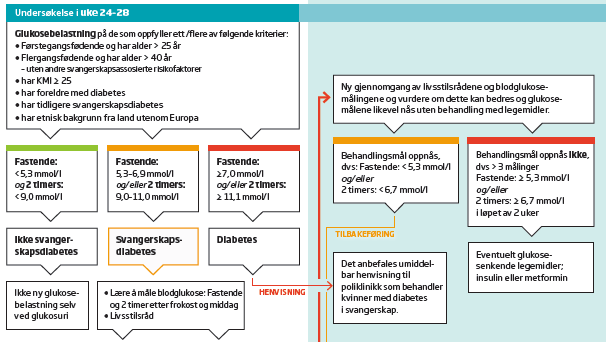 Undersøkelse i uke 24-28
Glukosebelastning på de som oppfyller ett/flere av følgende kriterier:
• Førstegangsfødende og har alder > 25 år
• Flergangsfødende og har alder > 40 år
– uten andre svangerskapsassosierte risikofaktorer
• har KMI ≥ 25
• har foreldre med diabetes
• har tidligere svangerskapsdiabetes
• har etnisk bakgrunn fra land utenom Europa
Fastende:
< 5,3 mmol/l
og 2 timers:
< 9,0 mmol/l
Fastende:
5,3-6,9 mmol/l
og/eller 2 timers:
9,0-11,0 mmol/l
Fastende:
≥7,0 mmol/l
og/eller 2 timers:
≥ 11,1 mmol/l
Ikke svanger-
skapsdiabetes
Svangerskaps-
diabetes
Diabetes
HENVISNING
Ikke ny glukose-
belastning selv
ved glukosuri
• Lære å måle blodglukose: Fastende
og 2 timer etter frokost og middag
• Livsstilsråd
Ny gjennomgang av livsstilsrådene og blodglukose-
målingene og vurdere om dette kan bedres og glukose-
målene likevel nås uten behandling med legemidler.
Behandlingsmål oppnås,
dvs: Fastende: < 5,3 mmol/l
og/eller
2 timers: < 6,7 mmol/l
TILBAKEFØRING
Behandlingsmål oppnås ikke,
dvs > 3 målinger
Fastende: ≥ 5,3 mmol/l
og/eller
2 timers: ≥ 6,7 mmol/l
i løpet av 2 uker
Det anbefales umiddel-
bar henvisning til
poliklinikk som behandler
kvinner med diabetes
i svangerskap.
Eventuelt glukose-
senkende legemidler;
insulin eller metformin